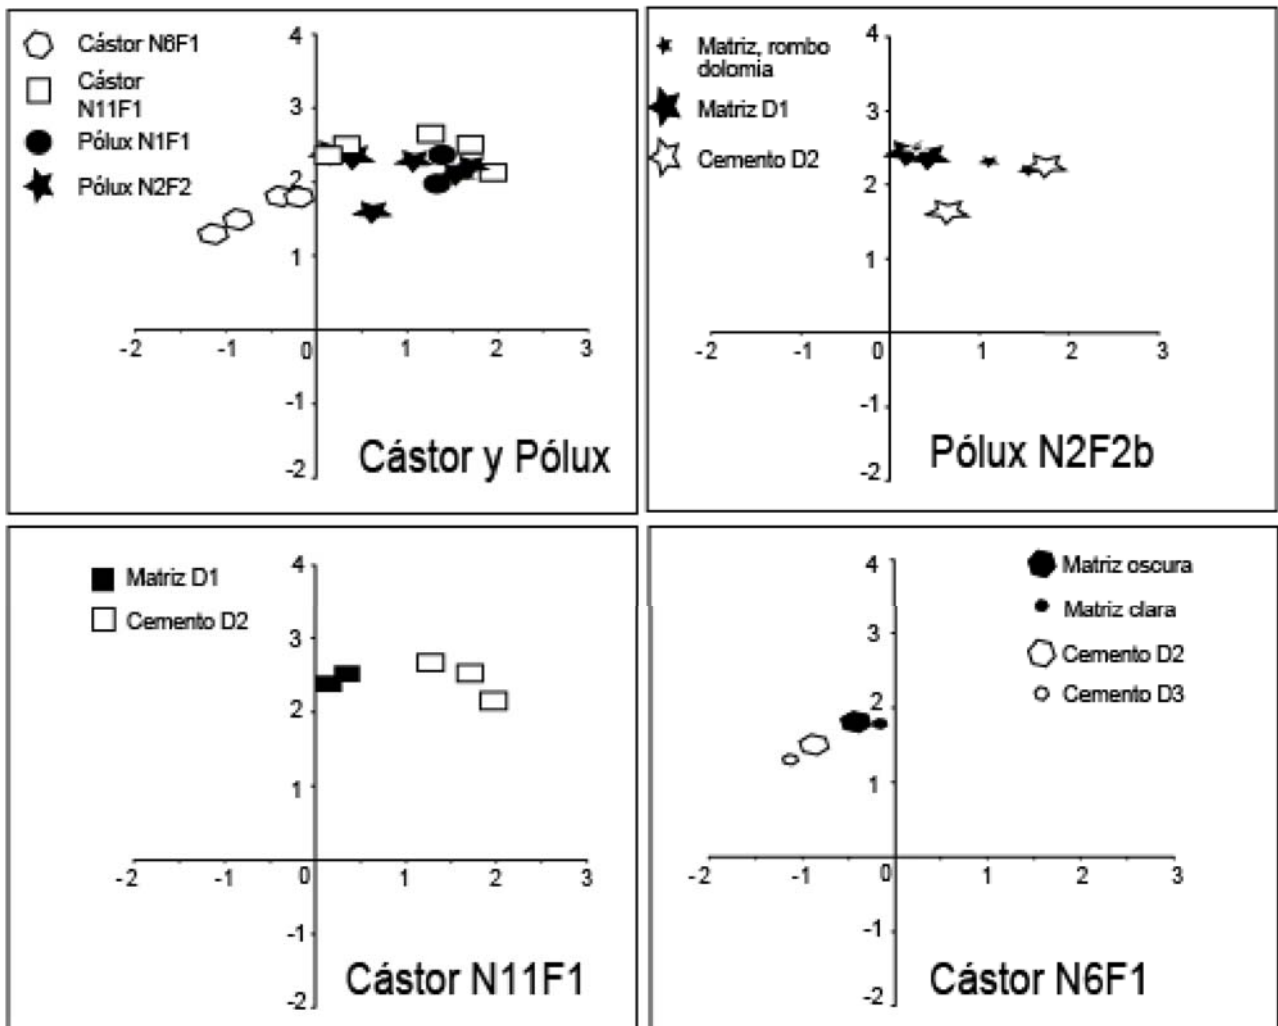 Cástor N6F1
Cástor
N11F1
Pólux N1F1
Pólux N2F2
4
3
2
1
-2
-1
0
1
2
3
-1
-2
Cástor y Pólux
Matriz, rombo
dolomia
Matriz D1
Cemento D2
4
3
2
1
-2
-1
0
1
2
3
-1
-2
Pólux N2F2b
Matriz D1
Cemento D2
4
3
2
1
-2
-1
0
1
2
3
-1
-2
Cástor N11F1
Matriz oscura
Matriz clara
Cemento D2
Cemento D3
4
3
2
1
-2
-1
0
1
2
3
-1
-2
Cástor N6F1